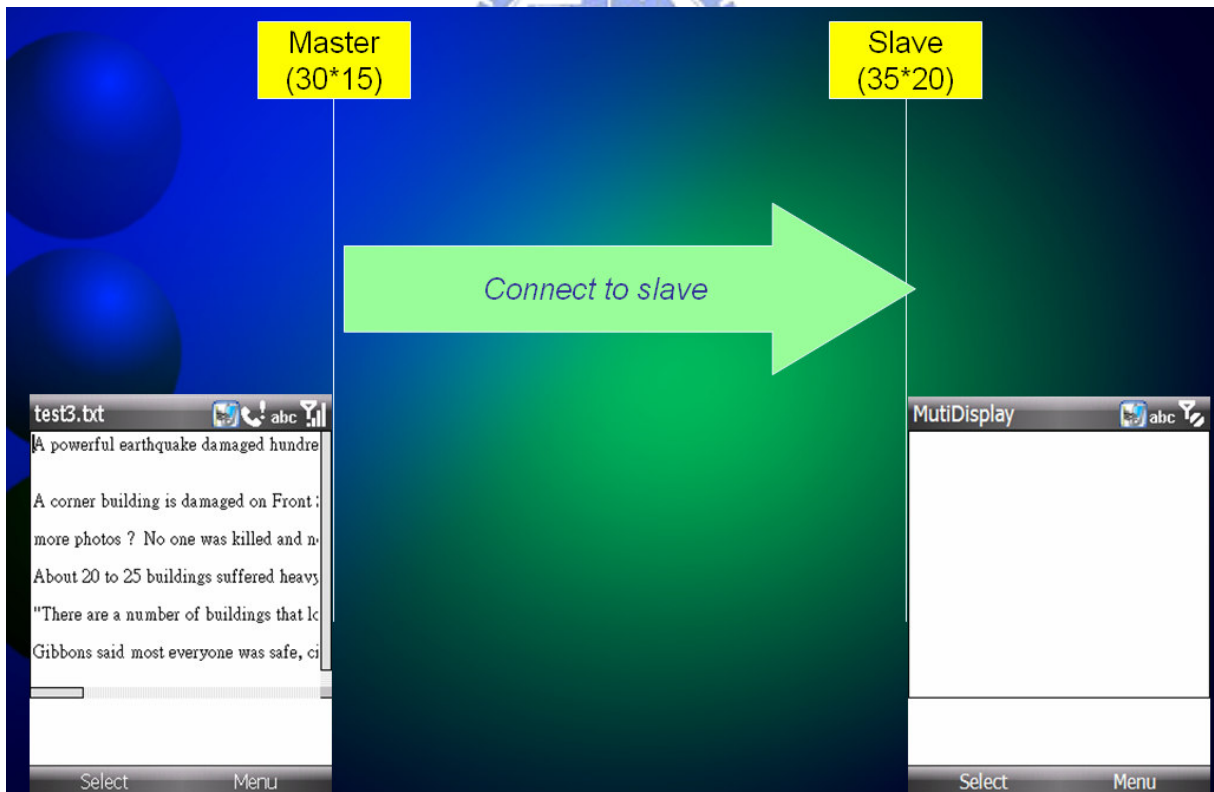 Master
(30*15)
Slave
(35*20)
Connect to slave
test3.txt
abc
A powerful earthquake damaged hundre
A corner building is damaged on Front
more photos ? No one was killed and
About 20 to 25 buildings suffered heavy
"There are a number of buildings that
Gibbons said most everyone was safe,
Select Menu
MutiDisplay
abc
Select Menu